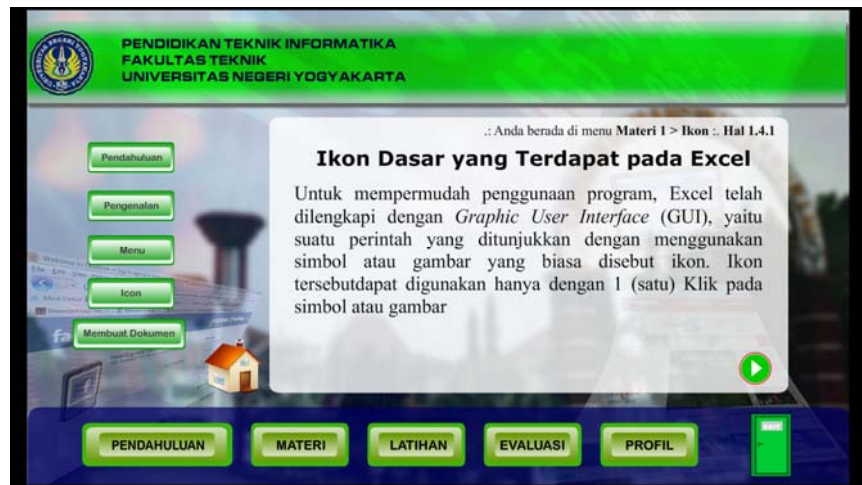 PENDIDIKAN TEKNIK INFORMATIKA
FAKULTAS TEKNIK
UNIVERSITAS NEGERI YOGYAKARTA
.: Anda berada di menu Materi 1 > Ikon :. Hal 1.4.1
Ikon Dasar yang Terdapat pada Excel
Untuk mempermudah penggunaan program, Excel telah
dilengkapi dengan Graphic User Interface (GUI), yaitu
suatu perintah yang ditunjukkan dengan menggunakan
simbol atau gambar yang biasa disebut ikon. Ikon
tersebutdapat digunakan hanya dengan 1 (satu) Klik pada
simbol atau gambar
Pendahuluan
Pengenalan
Menu
Icon
Membuat Dokumen
PENDAHULUAN
MATERI
LATIHAN
EVALUASI
PROFIL
EXIT